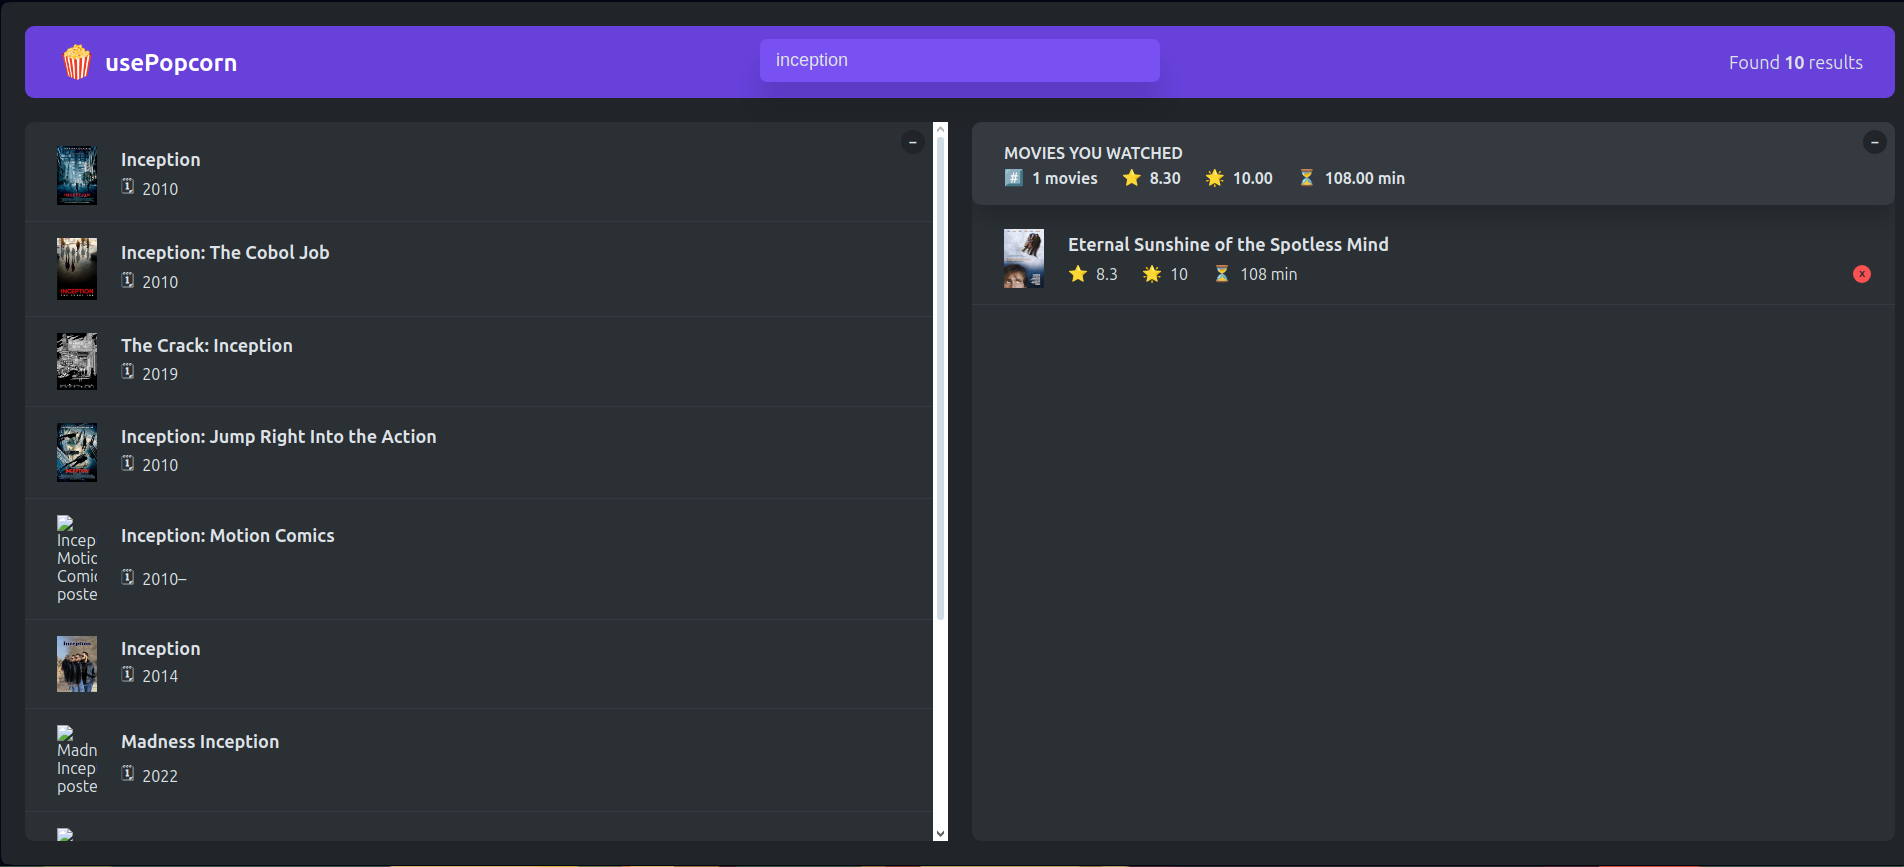 usePopcorn
inception
Found 10 results
Inception
2010
Inception: The Cobol Job
2010
The Crack: Inception
2019
Inception: Jump Right Into the Action
2010
Incep
Motic
Comic
poste
Inception: Motion Comics
2010–
Inception
2014
Madn
Incep
poste
Madness Inception
2022
MOVIES YOU WATCHED
1 movies 8.30 10.00 108.00 min
Eternal Sunshine of the Spotless Mind
8.3 10 108 min
X